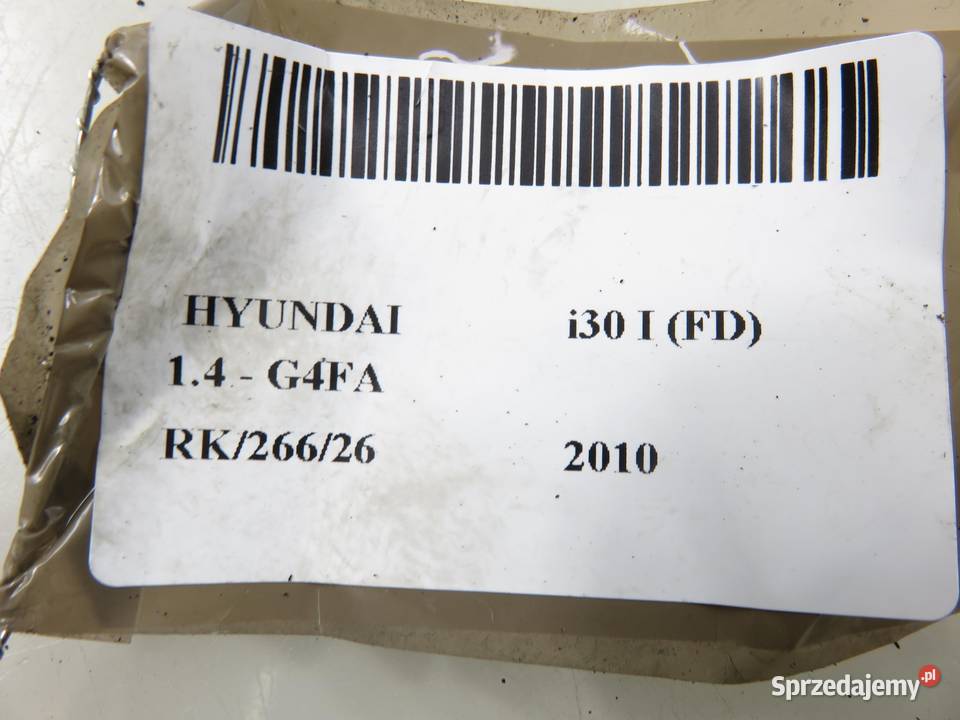 HYUNDAI i30 I (FD)
1.4 - G4FA
RK/266/26 2010
Sprzedajemy.pl